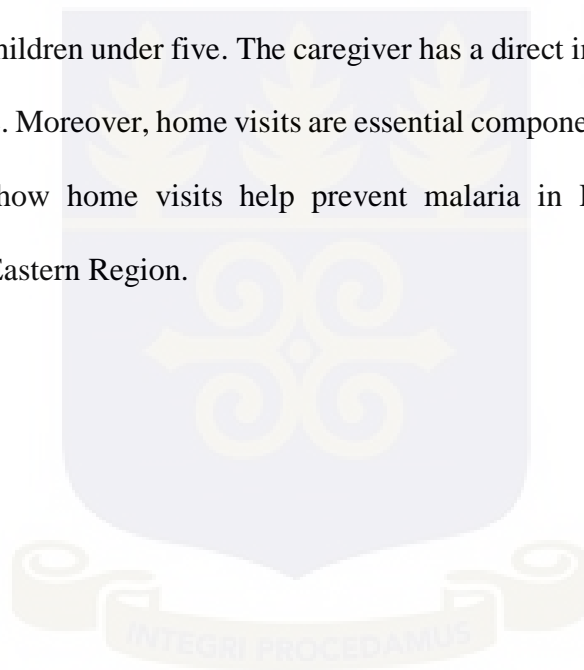 hildren under five. The caregiver has a direct in
. Moreover, home visits are essential compone
how home visits help prevent malaria in
Eastern Region.
INTEGRI PROCEDAMUS